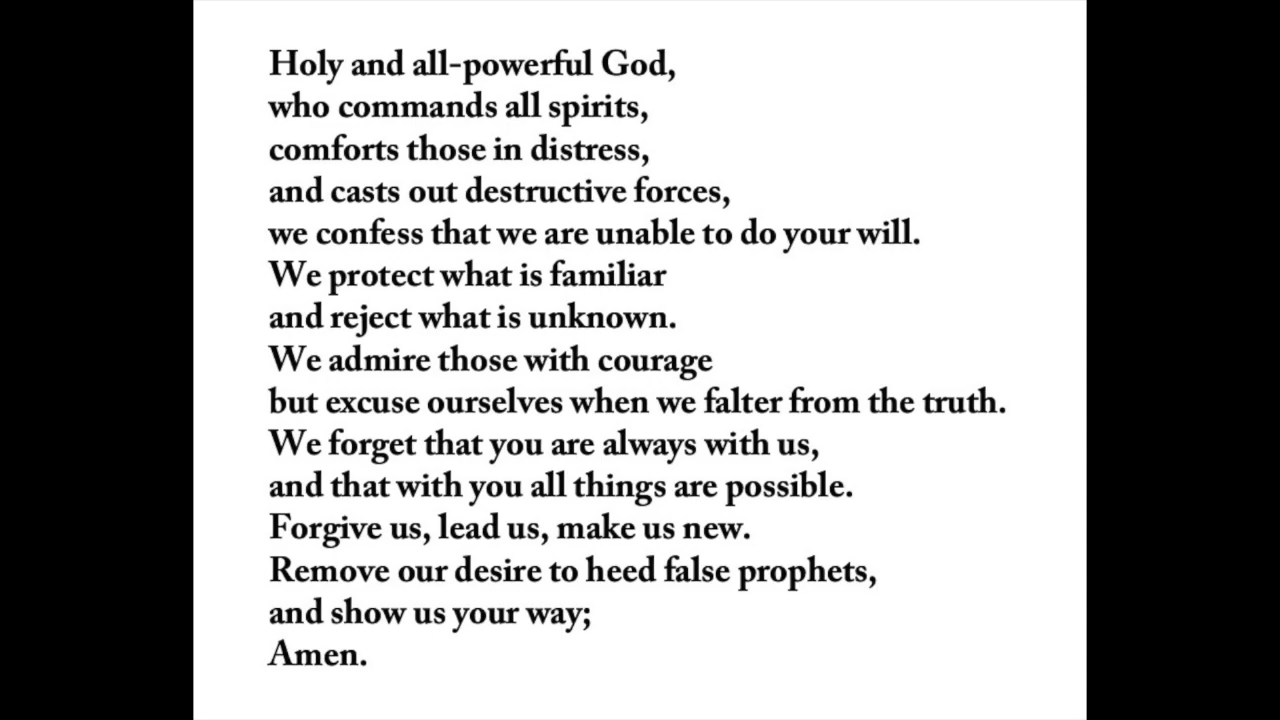 Holy and all-powerful God,
who commands all spirits,
comforts those in distress,
and casts out destructive forces,
we confess that we are unable to do your will.
We protect what is familiar
and reject what is unknown.
We admire those with courage
but excuse ourselves when we falter from the truth.
We forget that you are always with us,
and that with you all things are possible.
Forgive us, lead us, make us new.
Remove our desire to heed false prophets,
and show us your way;
Amen.